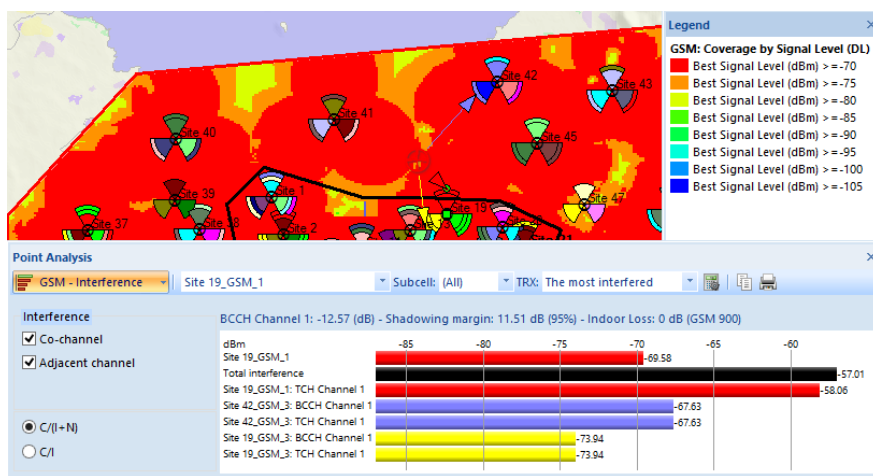 Site 42
Site 43
Site 41
Site 40
Site 45
Site 39
Site 1
Site 47
Site 37
Site 2
Site 19
Legend
GSM: Coverage by Signal Level (DL)
Best Signal Level (dBm) >=-70
Best Signal Level (dBm) >=-75
Best Signal Level (dBm) >=-80
Best Signal Level (dBm) >=-85
Best Signal Level (dBm) >=-90
Best Signal Level (dBm) >=-95
Best Signal Level (dBm) >=-100
Best Signal Level (dBm) >=-105
Point Analysis
GSM - Interference Site 19_GSM_1 Subcell: (All) TRX: The most interfered
Interference
Co-channel
Adjacent channel
C/(I+N)
C/I
BCCH Channel 1: -12.57 (dB) - Shadowing margin: 11.51 dB (95%) - Indoor Loss: 0 dB (GSM 900)
dBm -85 -80 -75 -70 -65 -60
Site 19_GSM_1 -69.58
Total interference -57.01
Site 19_GSM_1: TCH Channel 1 -58.06
Site 42_GSM_3: BCCH Channel 1 -67.63
Site 42_GSM_3: TCH Channel 1 -67.63
Site 19_GSM_3: BCCH Channel 1 -73.94
Site 19_GSM_3: TCH Channel 1 -73.94